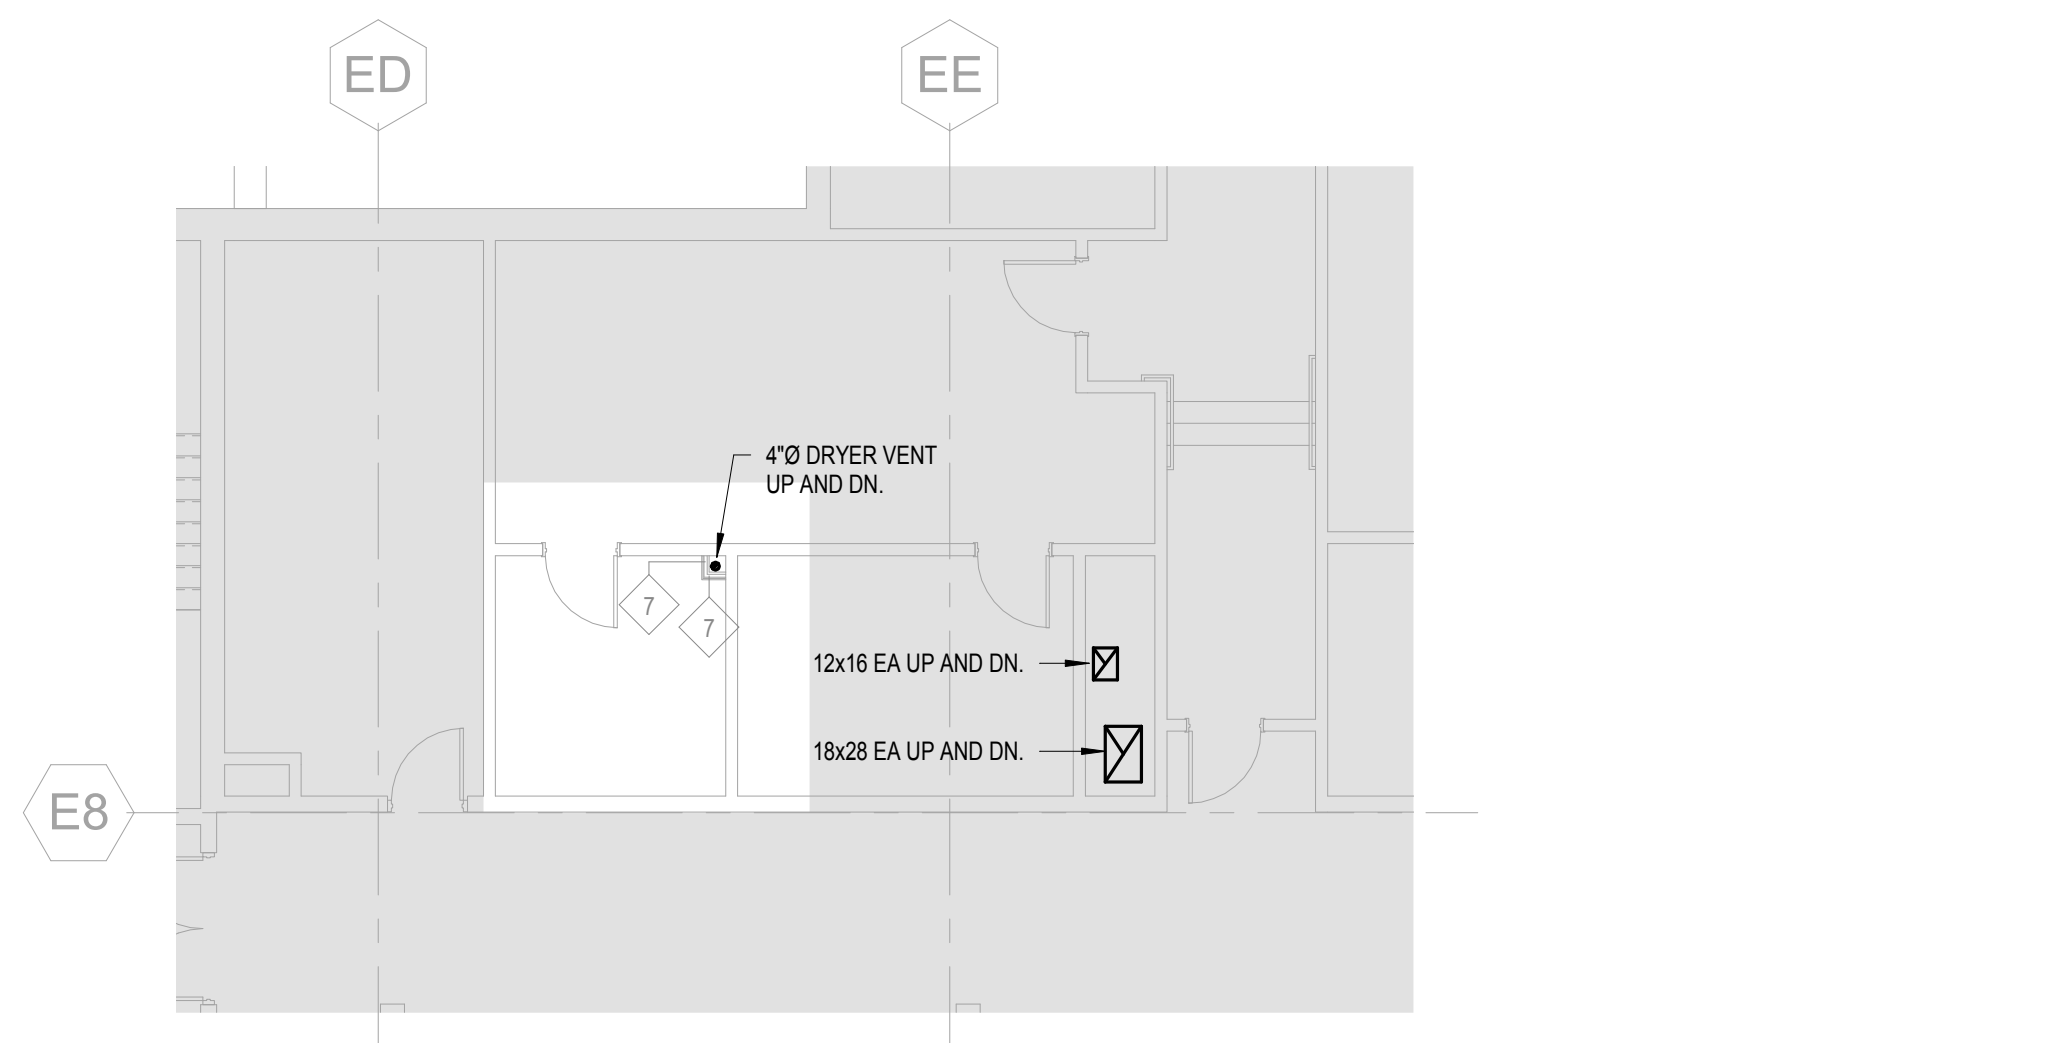 ED
EE
4"Ø DRYER VENT
UP AND DN.
7
7
12x16 EA UP AND DN.
18x28 EA UP AND DN.
E8